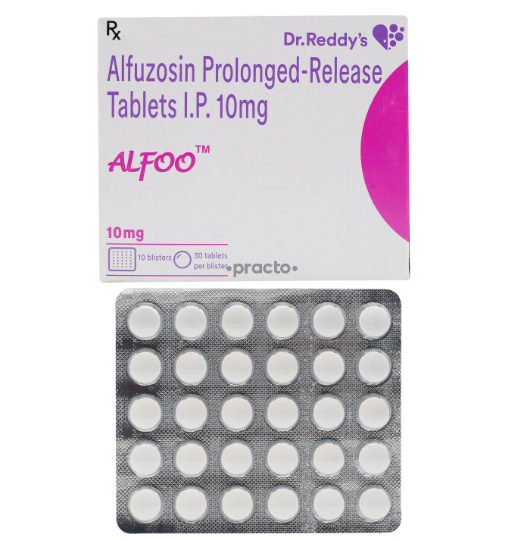 Rx
Dr.Reddy's
Alfuzosin Prolonged-Release
Tablets I.P. 10mg
ALFOO™
10mg
10 blisters
30 tablets
per blister
•practo•